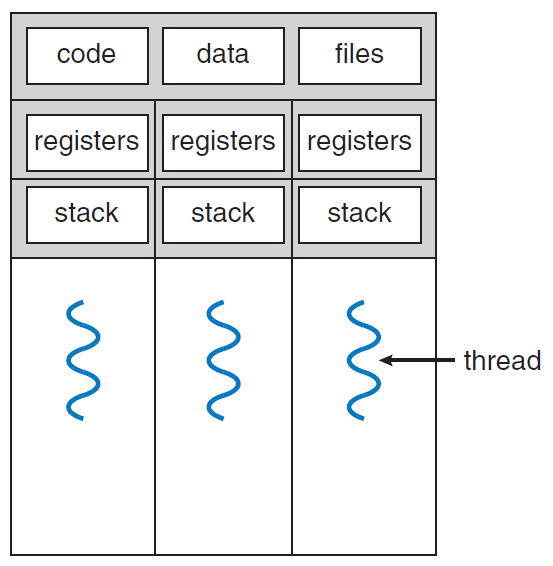 code data files
registers registers registers
stack stack stack
thread